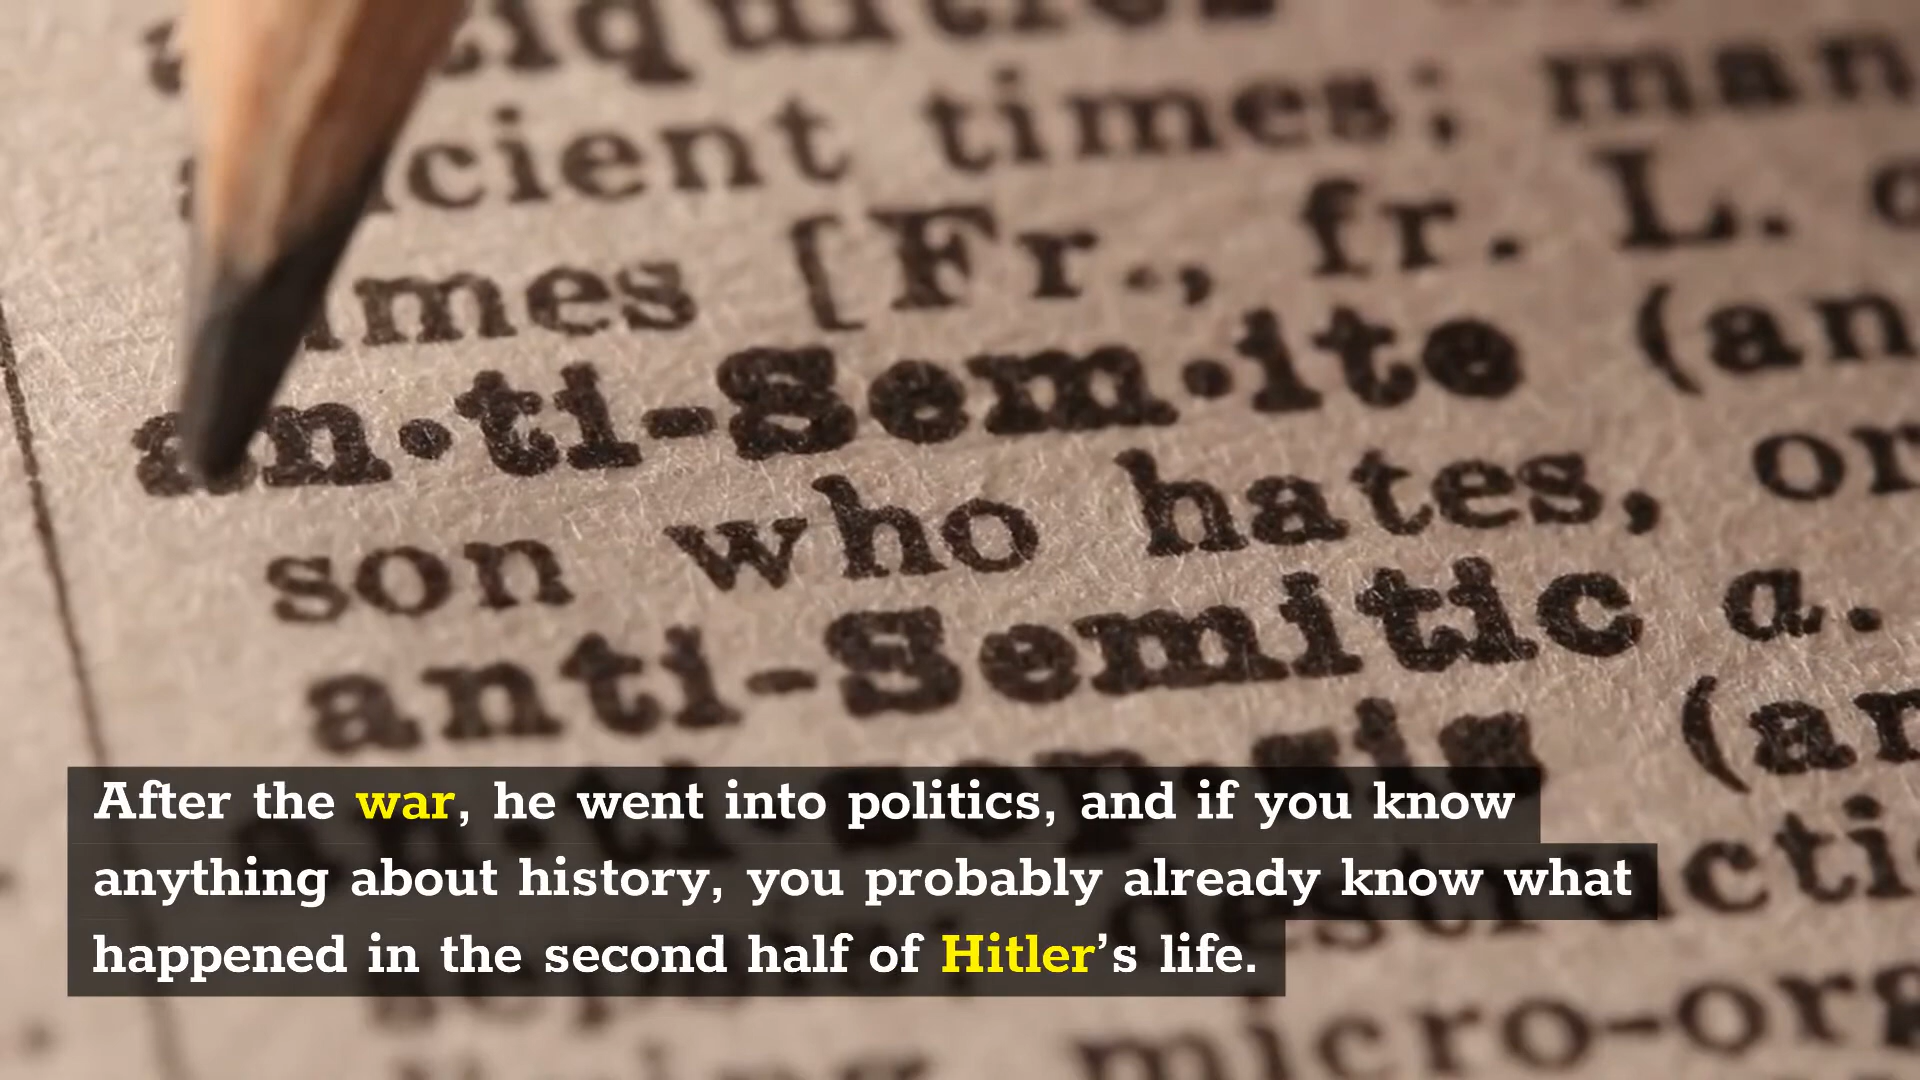 cient times; man
mes [Fr., fr. L.
an•ti-Sem•ite (an
son who hates, or
anti-Semitic a.
After the war, he went into politics, and if you know
anything about history, you probably already know what
happened in the second half of Hitler's life.
micro-org